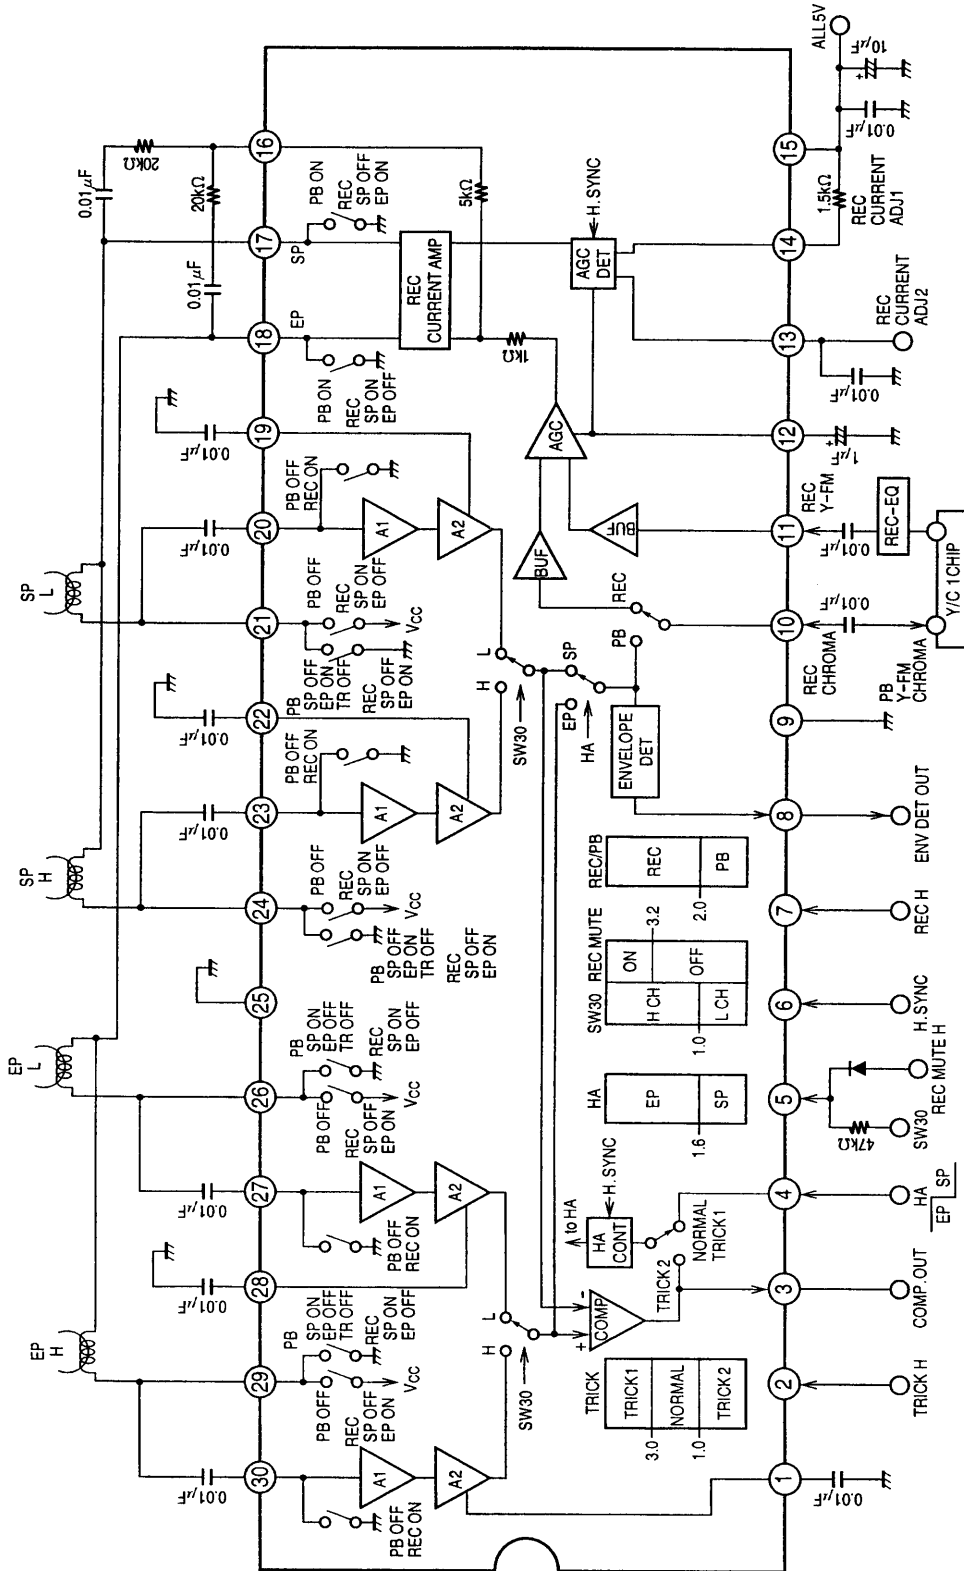 EP
H
EP
L
SP
H
SP
L
0.01µF
20kΩ
20kΩ
0.01µF
0.01µF
0.01µF
0.01µF
0.01µF
0.01µF
0.01µF
0.01µF
0.01µF
30
29
28
27
26
25
24
23
22
21
20
19
18
17
16
PB OFF
REC ON
A1
A2
PB OFF
REC
SP OFF
EP ON
VCC
PB
SP ON
EP OFF
TR OFF
REC
SP ON
EP OFF
PB OFF
REC ON
A1
A2
PB OFF
REC
SP OFF
EP ON
VCC
PB
SP ON
EP OFF
TR OFF
REC
SP ON
EP OFF
PB
SP OFF
EP ON
TR OFF
REC
SP OFF
EP ON
PB OFF
REC
SP ON
EP OFF
VCC
PB OFF
REC ON
A1
A2
PB
SP OFF
EP ON
TR OFF
REC
SP OFF
EP ON
PB OFF
REC
SP ON
EP OFF
VCC
PB OFF
REC ON
A1
A2
EP
PB ON
REC
SP ON
EP OFF
SP
PB ON
REC
SP OFF
EP ON
REC
CURRENT AMP
5kΩ
1kΩ
AGC
AGC
DET
H.SYNC
BUF
BUF
H
L
SW30
H
L
SW30
EP
SP
HA
PB
REC
ENVELOPE
DET
COMP
+
-
TRICK2
NORMAL
TRICK1
HA
CONT
to HA
H.SYNC
TRICK
TRICK1
NORMAL
TRICK2
3.0
1.0
HA
EP
SP
1.6
SW30
REC MUTE
H CH
L CH
ON
OFF
1.0
3.2
REC/PB
REC
PB
2.0
1
2
3
4
5
6
7
8
9
10
11
12
13
14
15
0.01µF
TRICK H
COMP.OUT
HA
EP
SP
47kΩ
SW30
REC MUTE H
H.SYNC
REC H
ENV DET OUT
REC
CHROMA
PB
Y-FM
CHROMA
0.01µF
REC
Y-FM
0.01µF
REC-EQ
Y/C 1CHIP
+
1µF
0.01µF
REC
CURRENT
ADJ2
1.5kΩ
REC
CURRENT
ADJ1
0.01µF
+
10µF
ALL5V